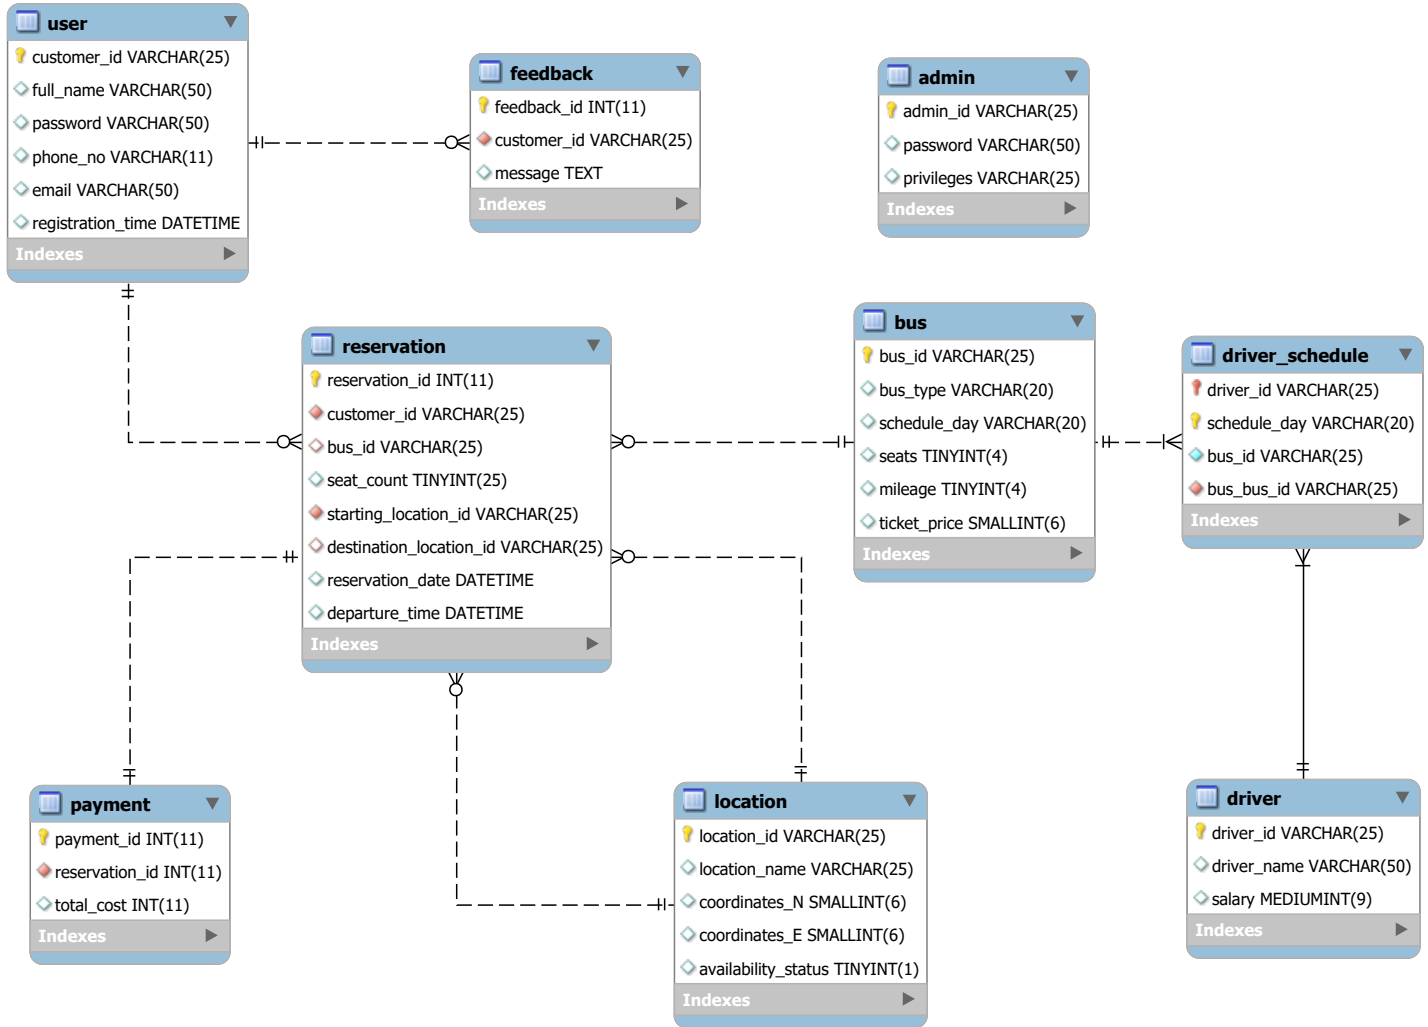 user
customer_id VARCHAR(25)
full_name VARCHAR(50)
password VARCHAR(50)
phone_no VARCHAR(11)
email VARCHAR(50)
registration_time DATETIME
Indexes
feedback
feedback_id INT(11)
customer_id VARCHAR(25)
message TEXT
Indexes
admin
admin_id VARCHAR(25)
password VARCHAR(50)
privileges VARCHAR(25)
Indexes
reservation
reservation_id INT(11)
customer_id VARCHAR(25)
bus_id VARCHAR(25)
seat_count TINYINT(25)
starting_location_id VARCHAR(25)
destination_location_id VARCHAR(25)
reservation_date DATETIME
departure_time DATETIME
Indexes
bus
bus_id VARCHAR(25)
bus_type VARCHAR(20)
schedule_day VARCHAR(20)
seats TINYINT(4)
mileage TINYINT(4)
ticket_price SMALLINT(6)
Indexes
driver_schedule
driver_id VARCHAR(25)
schedule_day VARCHAR(20)
bus_id VARCHAR(25)
bus_bus_id VARCHAR(25)
Indexes
payment
payment_id INT(11)
reservation_id INT(11)
total_cost INT(11)
Indexes
location
location_id VARCHAR(25)
location_name VARCHAR(25)
coordinates_N SMALLINT(6)
coordinates_E SMALLINT(6)
availability_status TINYINT(1)
Indexes
driver
driver_id VARCHAR(25)
driver_name VARCHAR(50)
salary MEDIUMINT(9)
Indexes